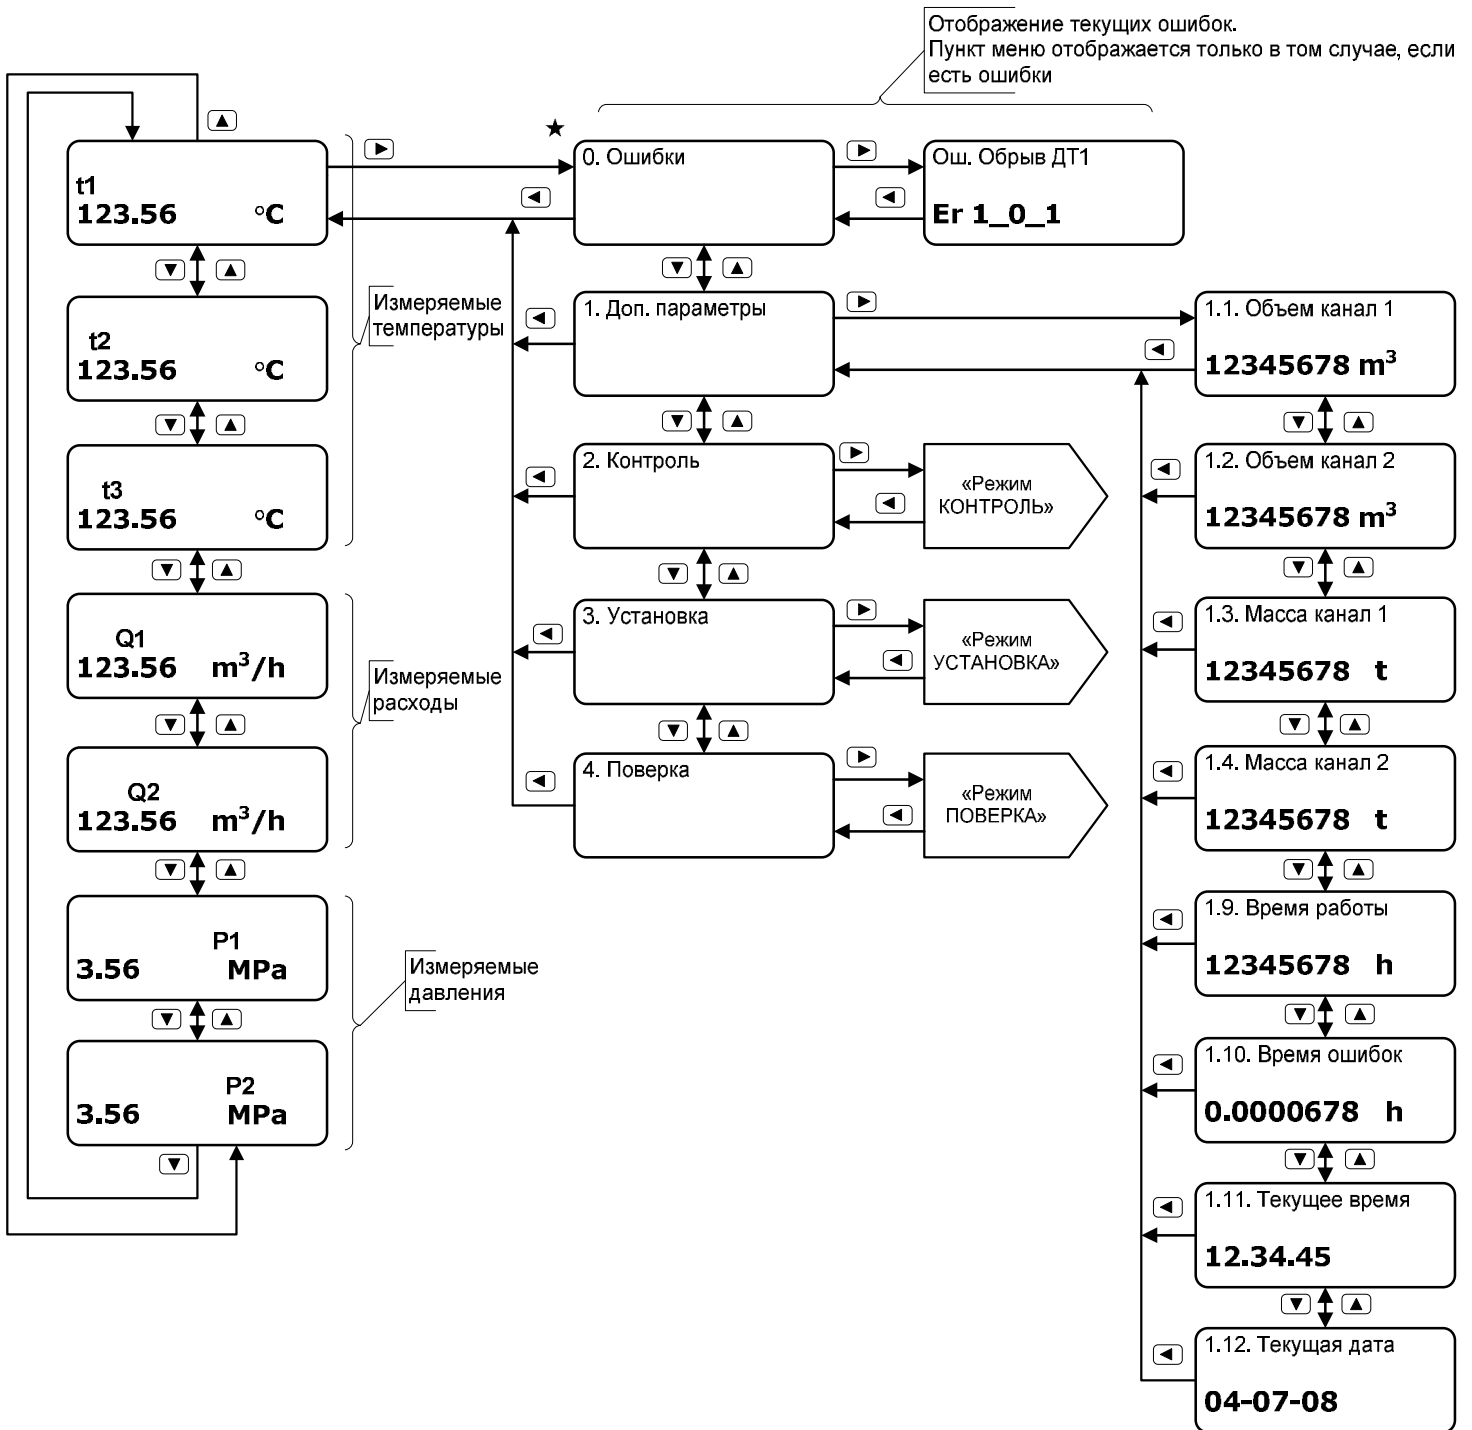 Отображение текущих ошибок.
Пункт меню отображается только в том случае, если
есть ошибки
t1
123.56 °C
t2
123.56 °C
t3
123.56 °C
Измеряемые
температуры
Q1
123.56 m³/h
Q2
123.56 m³/h
Измеряемые
расходы
P1
3.56 MPa
P2
3.56 MPa
Измеряемые
давления
0. Ошибки
Ош. Обрыв ДТ1
Er 1_0_1
1. Доп. параметры
2. Контроль
«Режим
КОНТРОЛЬ»
3. Установка
«Режим
УСТАНОВКА»
4. Поверка
«Режим
ПОВЕРКА»
1.1. Объем канал 1
12345678 m³
1.2. Объем канал 2
12345678 m³
1.3. Масса канал 1
12345678 t
1.4. Масса канал 2
12345678 t
1.9. Время работы
12345678 h
1.10. Время ошибок
0.0000678 h
1.11. Текущее время
12.34.45
1.12. Текущая дата
04-07-08